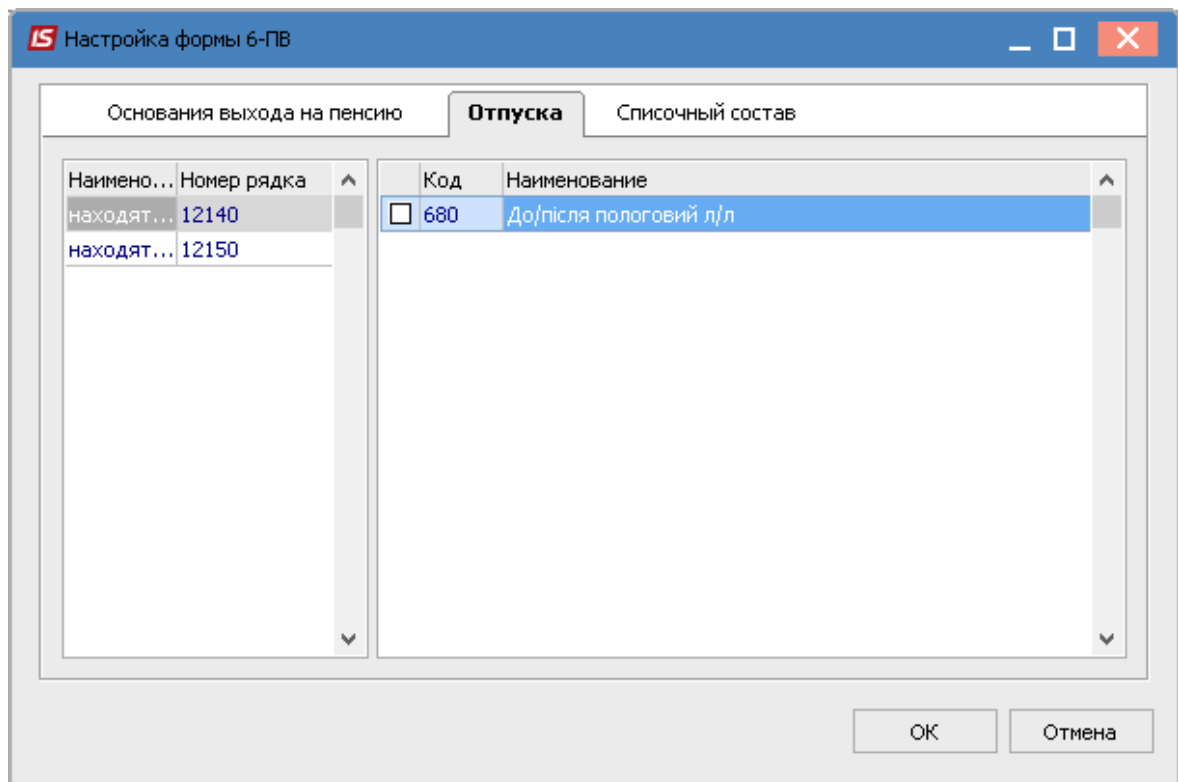 IS Настройка формы 6-ПВ
Основания выхода на пенсию Отпуска Списочный состав
Наимено... Номер рядка Код Наименование
находят... 12140 680 До/після пологовий л/л
находят... 12150
OK Отмена